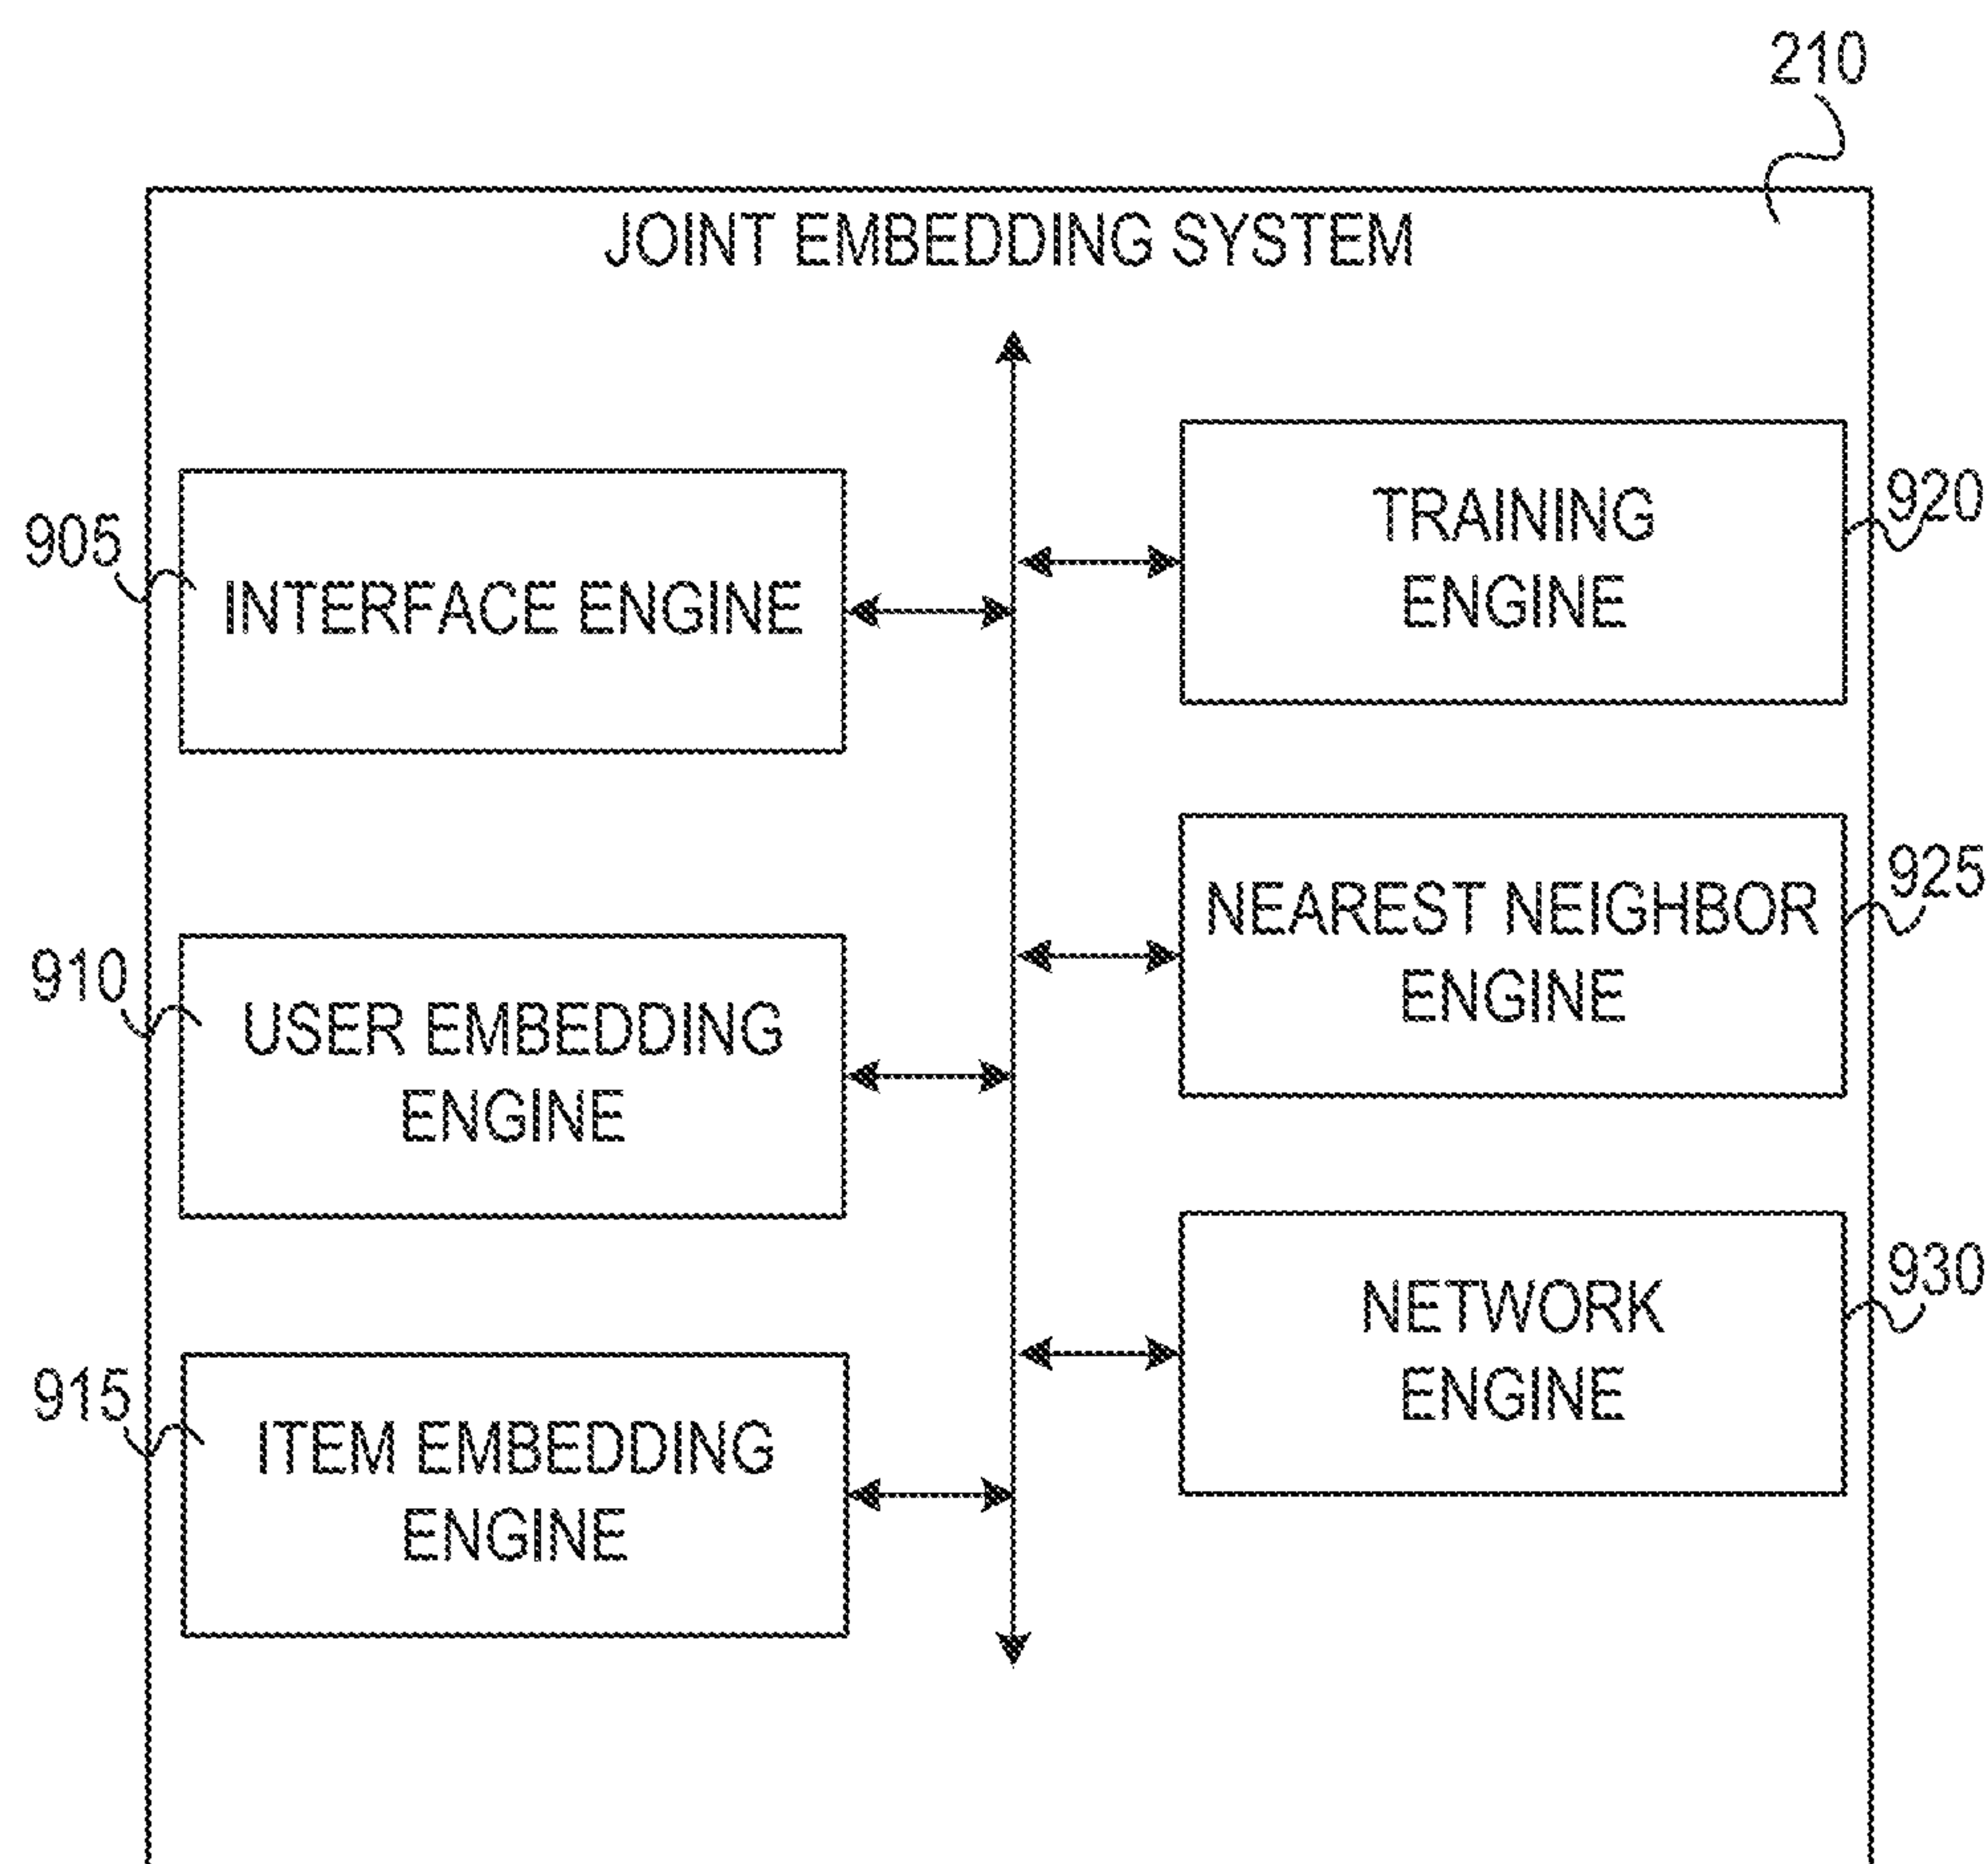 210
JOINT EMBEDDING SYSTEM
905
INTERFACE ENGINE
910
USER EMBEDDING
ENGINE
915
ITEM EMBEDDING
ENGINE
TRAINING
ENGINE
920
NEAREST NEIGHBOR
ENGINE
925
NETWORK
ENGINE
930